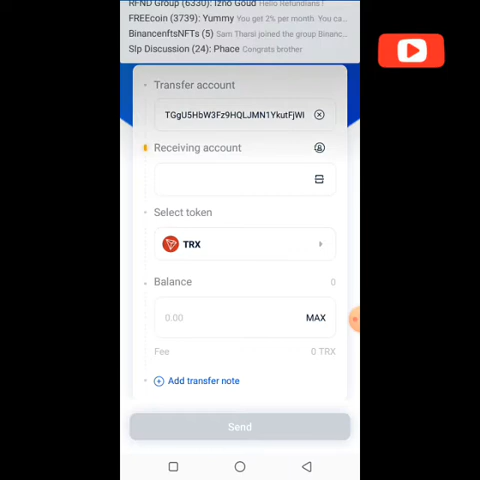 RFND Group (6330): Izno Goud Hello Refundians !
FREEcoin (3739): Yummy You get 2% per month You ca...
BinancenftsNFTs (5) Sam Tharsi joined the group Binanc...
Slp Discussion (24): Phace Congrats brother
Transfer account
TGgU5HbW3Fz9HQLJMN1YkutFjWI
Receiving account
Select token
TRX
Balance 0
0.00 MAX
Fee 0 TRX
Add transfer note
Send